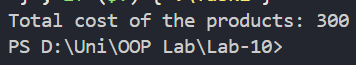 Total cost of the products: 300
PS D:\Uni\OOP Lab\Lab-10>